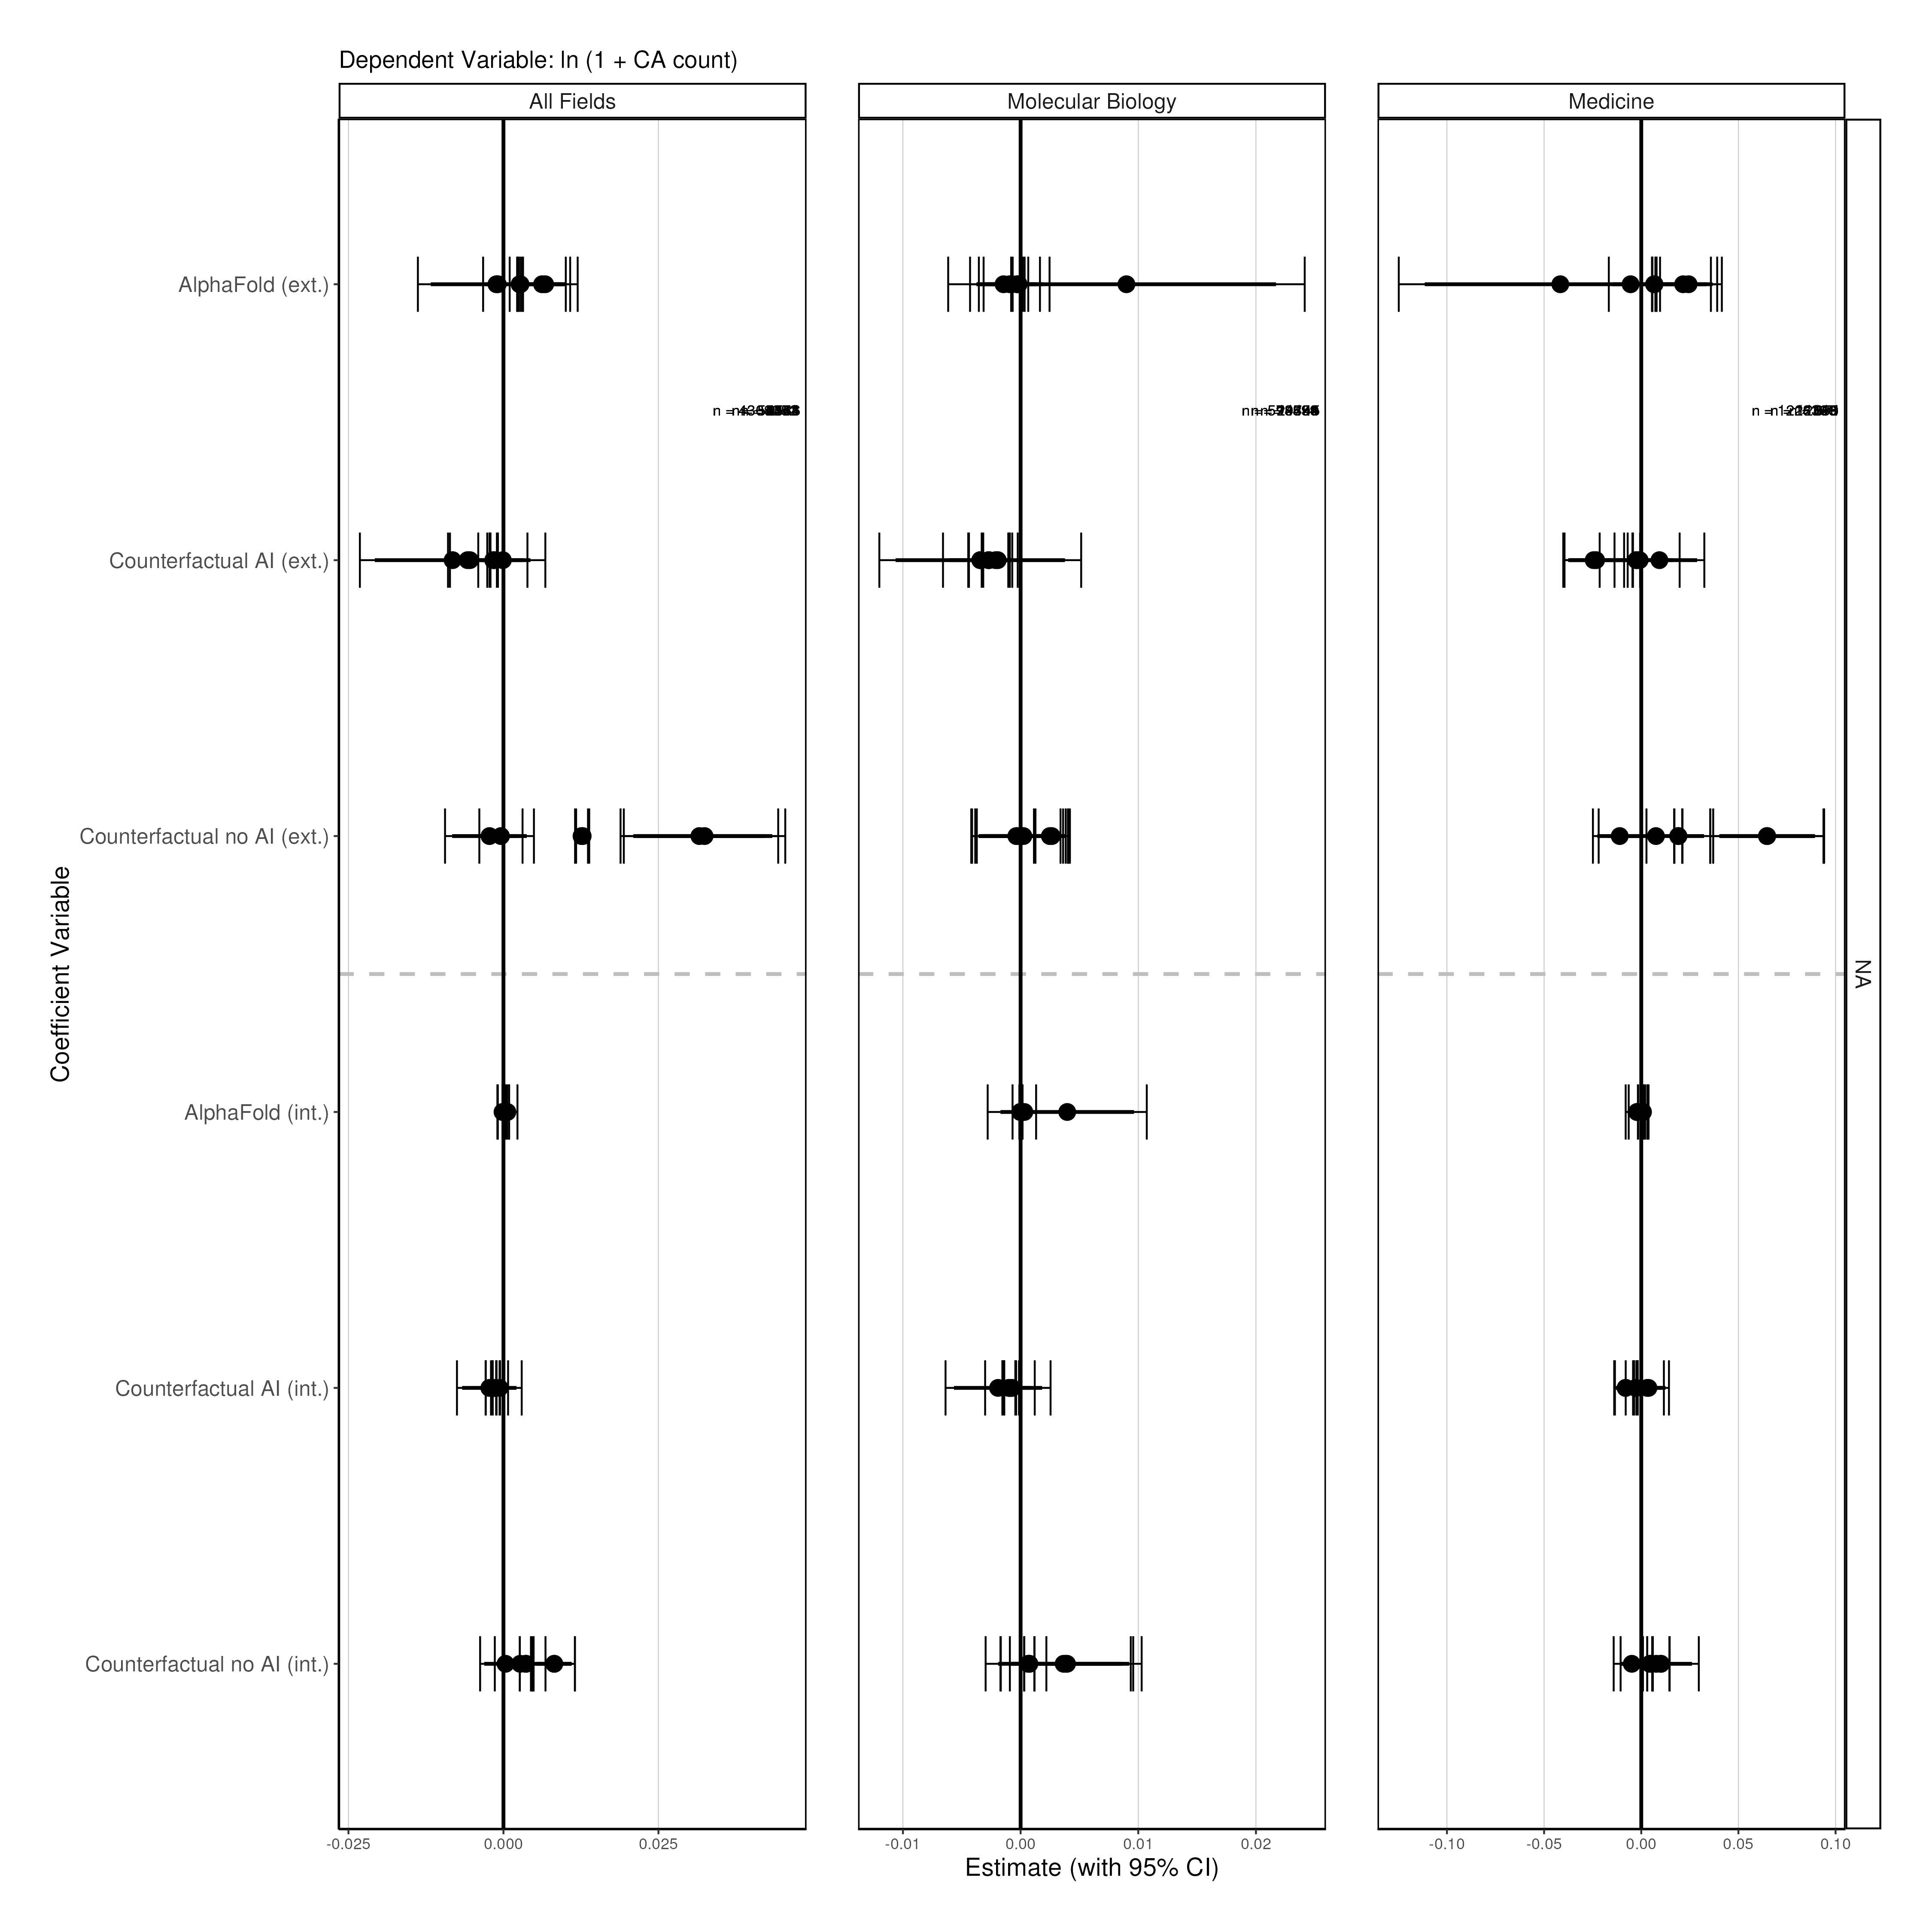 Dependent Variable: ln (1 + CA count)
All Fields
Molecular Biology
Medicine
AlphaFold (ext.)
Counterfactual AI (ext.)
Counterfactual no AI (ext.)
AlphaFold (int.)
Counterfactual AI (int.)
Counterfactual no AI (int.)
Coefficient Variable
NA
-0.025 0.000 0.025
-0.01 0.00 0.01 0.02
-0.10 -0.05 0.00 0.05 0.10
Estimate (with 95% CI)